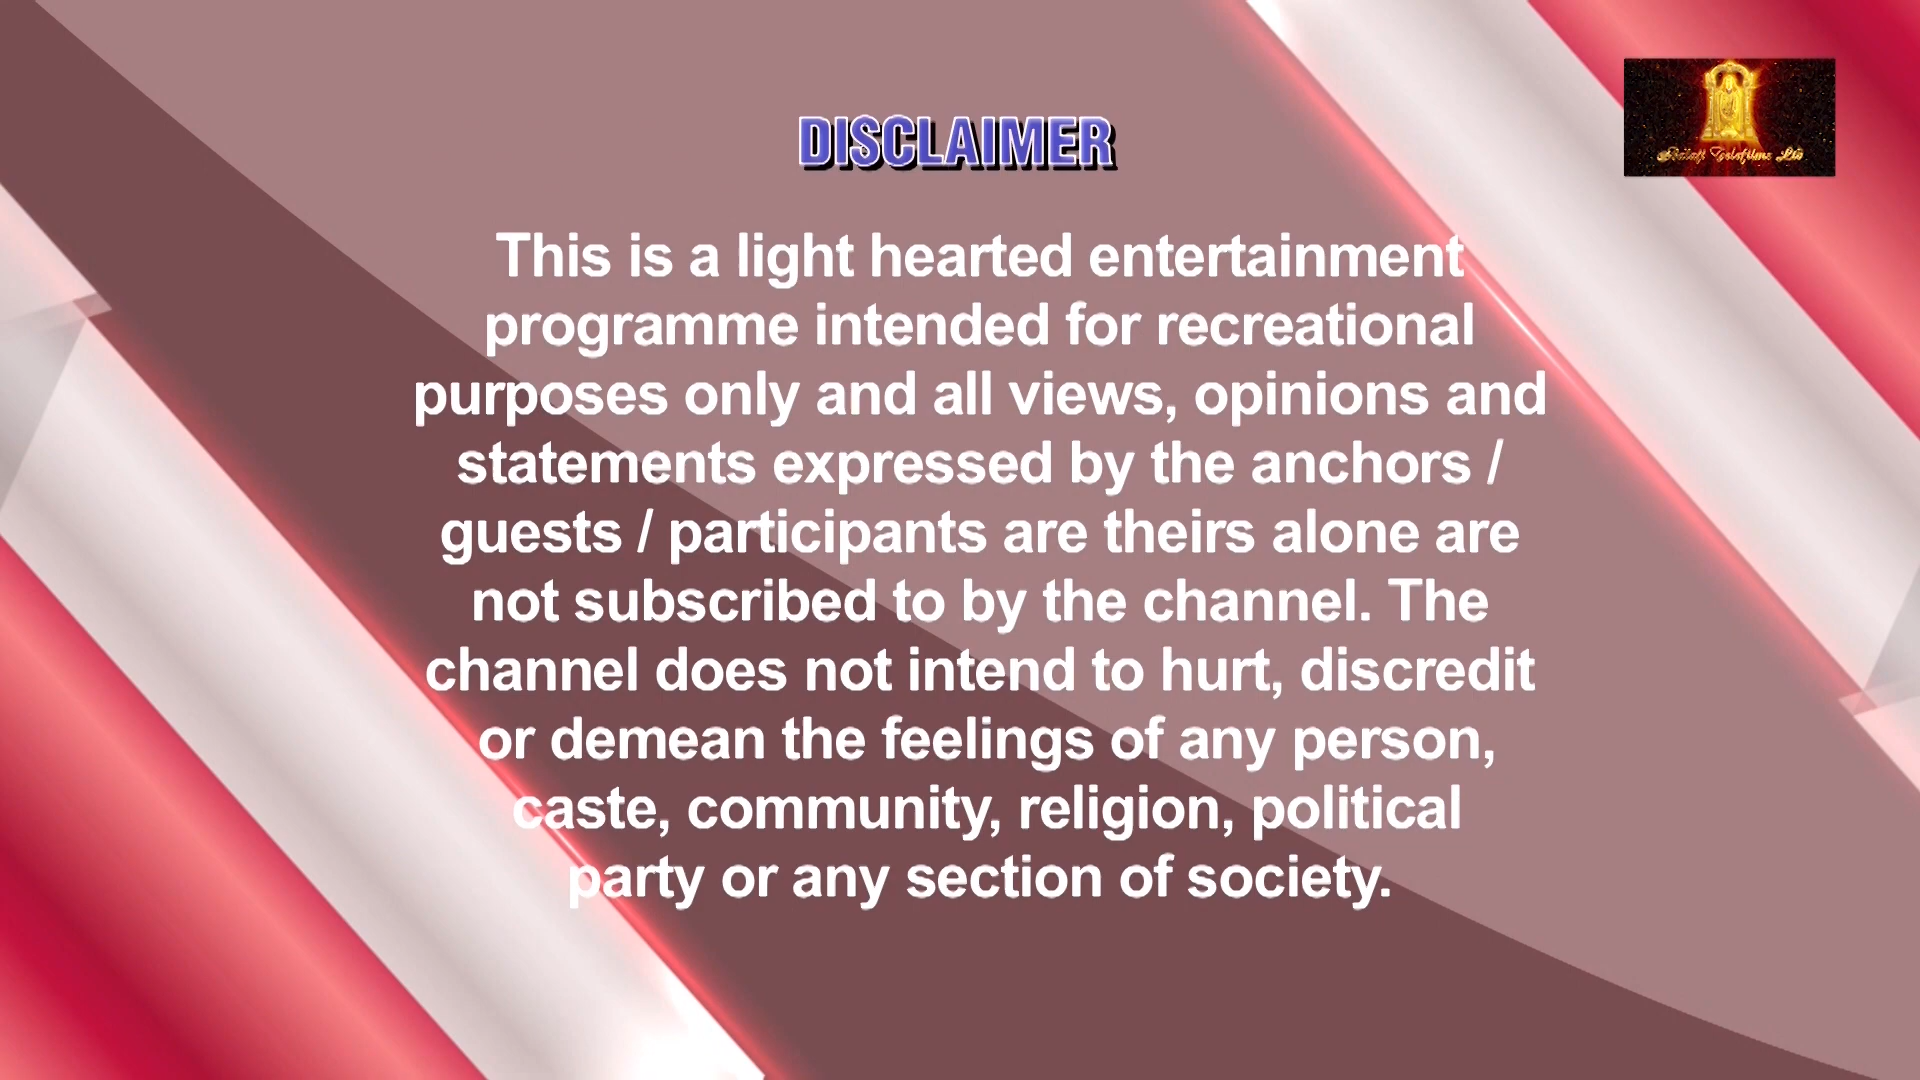 DISCLAIMER
Balaji Telefilms Ltd
This is a light hearted entertainment
programme intended for recreational
purposes only and all views, opinions and
statements expressed by the anchors /
guests / participants are theirs alone are
not subscribed to by the channel. The
channel does not intend to hurt, discredit
or demean the feelings of any person,
caste, community, religion, political
party or any section of society.